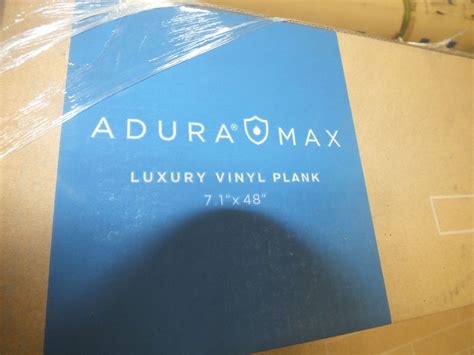 ADURA® MAX
LUXURY VINYL PLANK
7.1" x 48"